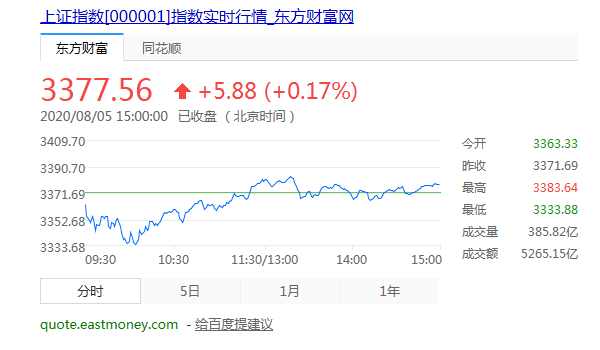 上证指数[000001]指数实时行情_东方财富网
东方财富 同花顺
3377.56 +5.88 (+0.17%)
2020/08/05 15:00:00 已收盘 (北京时间)
3409.70
3390.70
3371.69
3352.68
3333.68
09:30 10:30 11:30/13:00 14:00 15:00
今开 3363.33
昨收 3371.69
最高 3383.64
最低 3333.88
成交量 385.82亿
成交额 5265.15亿
分时 5日 1月 1年
quote.eastmoney.com - 给百度提建议